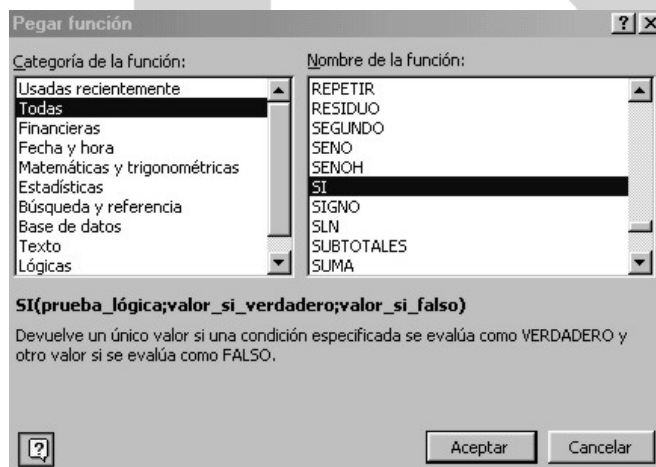 Pegar función
Categoría de la función:
Nombre de la función:
Usadas recientemente
Todas
Financieras
Fecha y hora
Matemáticas y trigonométricas
Estadísticas
Búsqueda y referencia
Base de datos
Texto
Lógicas
REPETIR
RESIDUO
SEGUNDO
SENO
SENOH
SI
SIGNO
SLN
SUBTOTALES
SUMA
SI(prueba_lógica;valor_si_verdadero;valor_si_falso)
Devuelve un único valor si una condición especificada se evalúa como VERDADERO y
otro valor si se evalúa como FALSO.
Aceptar
Cancelar